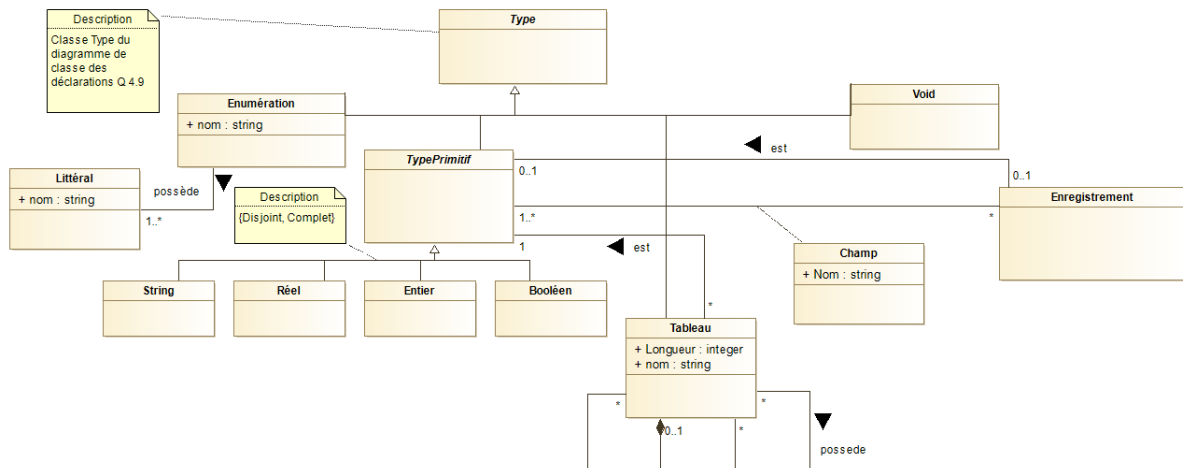 Description
Classe Type du
diagramme de
classe des
déclarations Q 4.9
Type
Enumération
+ nom : string
Void
est
TypePrimitif
0..1
0..1
Littéral
+ nom : string
possède
1..*
Description
{Disjoint, Complet}
1..*
*
Enregistrement
1
est
Champ
+ Nom : string
String
Réel
Entier
Booléen
*
Tableau
+ Longueur : integer
+ nom : string
*
*
0..1
*
possede